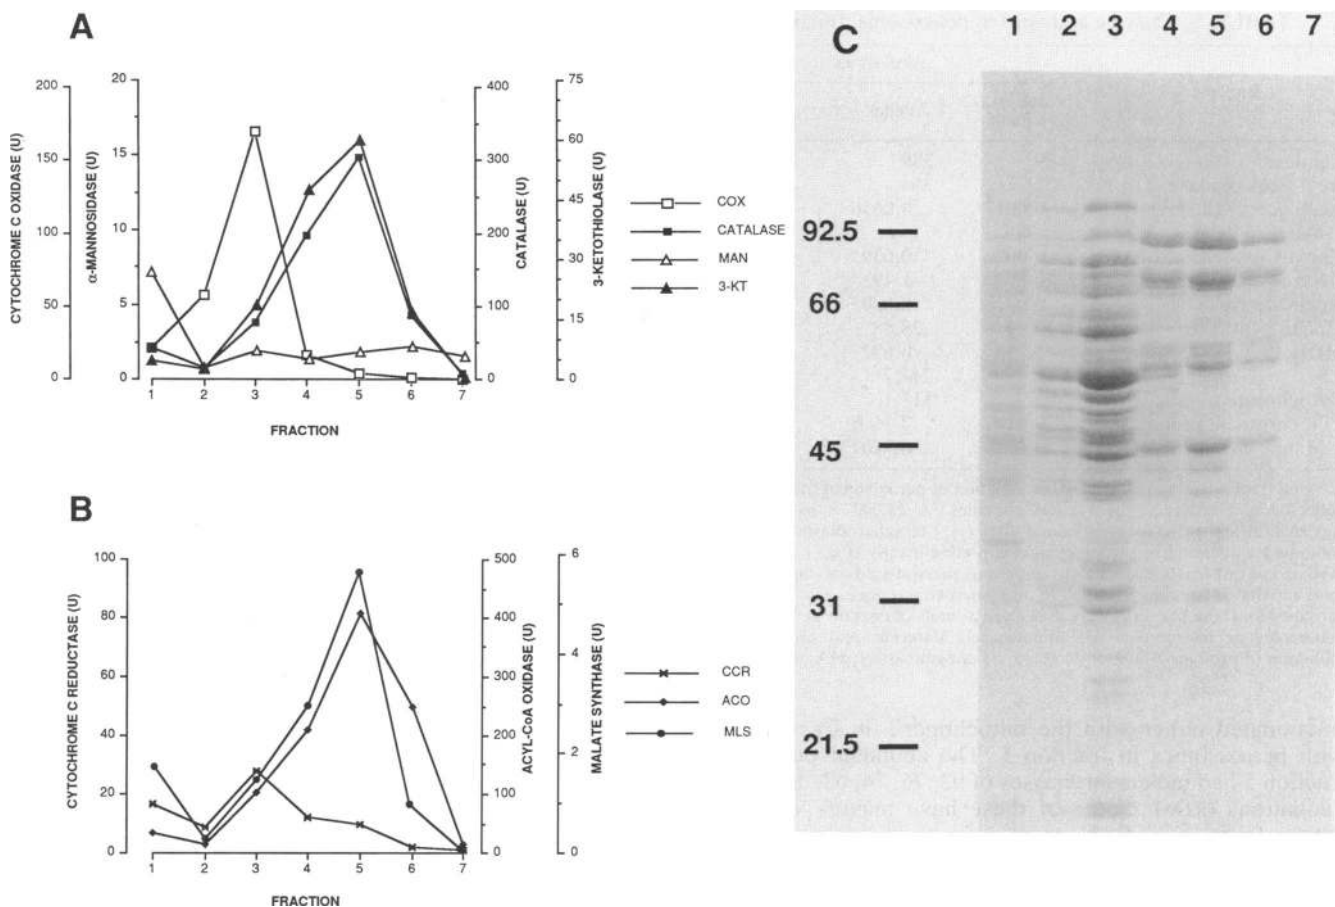 A
CYTOCHROME C OXIDASE (U)
200
150
100
50
0
α-MANNOSIDASE (U)
20
15
10
5
0
CATALASE (U)
400
300
200
100
0
3-KETOTHIOLASE (U)
75
60
45
30
15
0
1 2 3 4 5 6 7
FRACTION
COX
CATALASE
MAN
3-KT
B
CYTOCHROME C REDUCTASE (U)
100
80
60
40
20
0
ACYL-CoA OXIDASE (U)
500
400
300
200
100
0
MALATE SYNTHASE (U)
6
4
2
0
1 2 3 4 5 6 7
FRACTION
CCR
ACO
MLS
C
1 2 3 4 5 6 7
92.5
66
45
31
21.5